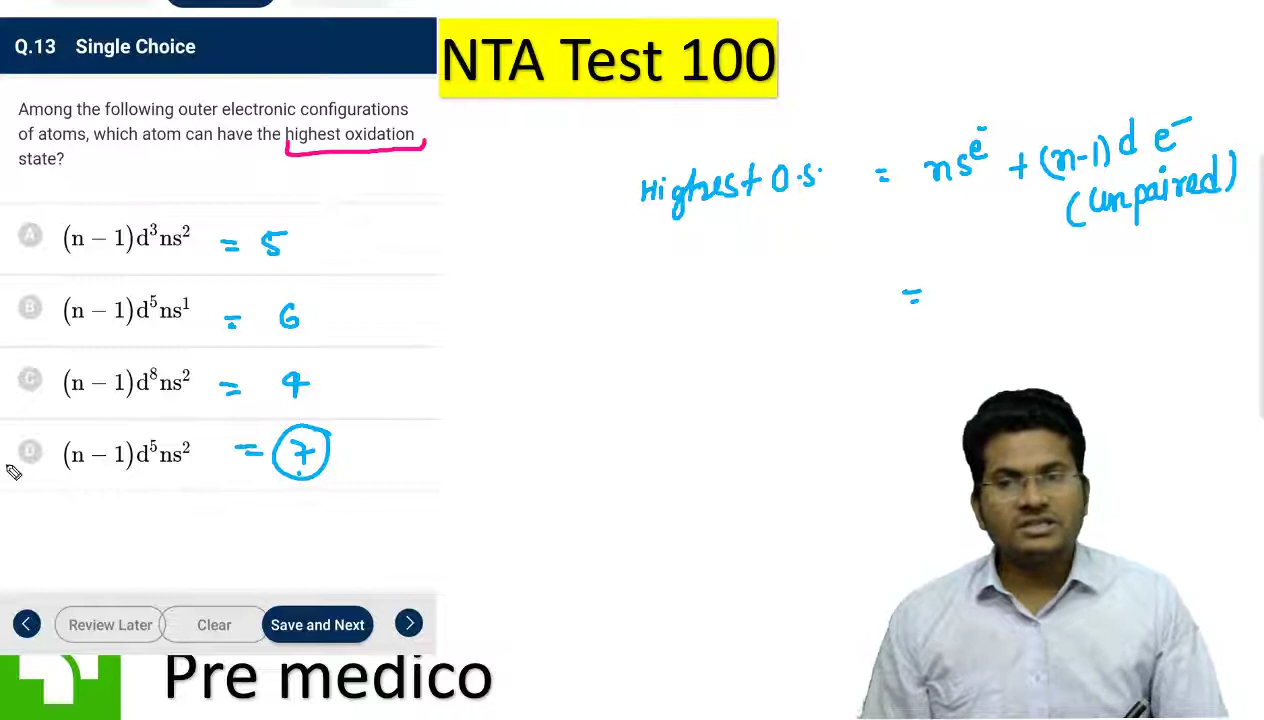 Q.13 Single Choice
NTA Test 100
Among the following outer electronic configurations
of atoms, which atom can have the highest oxidation
state?
Highest O.S. = ns e⁻ + (n-1) d e⁻
(unpaired)
=
A (n − 1)d³ns² = 5
B (n − 1)d⁵ns¹ = 6
C (n − 1)d⁸ns² = 4
D (n − 1)d⁵ns² = 7
Review Later Clear Save and Next
Pre medico